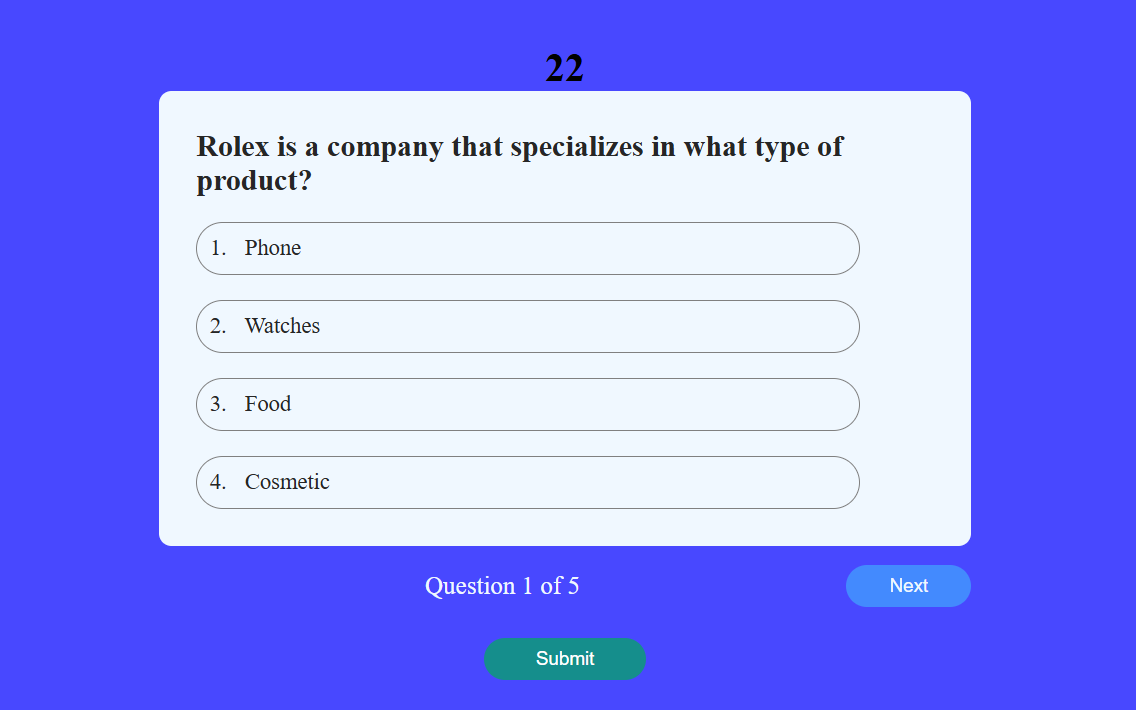 22
Rolex is a company that specializes in what type of
product?
1. Phone
2. Watches
3. Food
4. Cosmetic
Question 1 of 5
Next
Submit